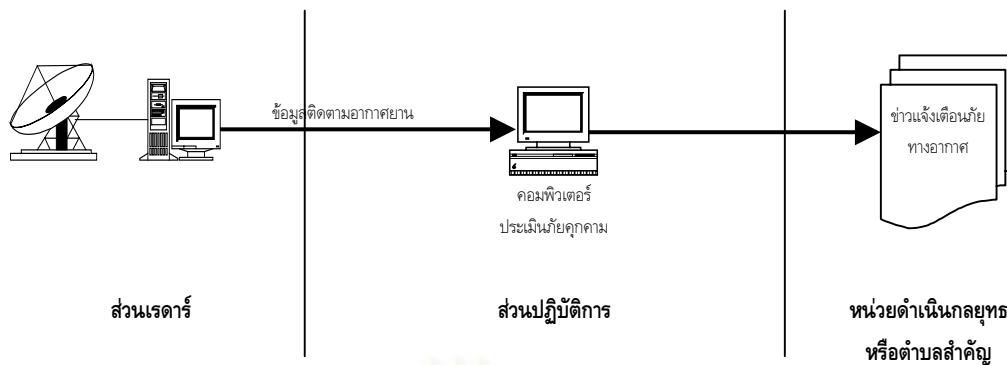 ข้อมูลติดตามอากาศยาน
คอมพิวเตอร์
ประเมินภัยคุกคาม
ข่าวแจ้งเตือนภัย
ทางอากาศ
ส่วนเรดาร์
ส่วนปฏิบัติการ
หน่วยดำเนินกลยุทธ
หรือตำบลสำคัญ